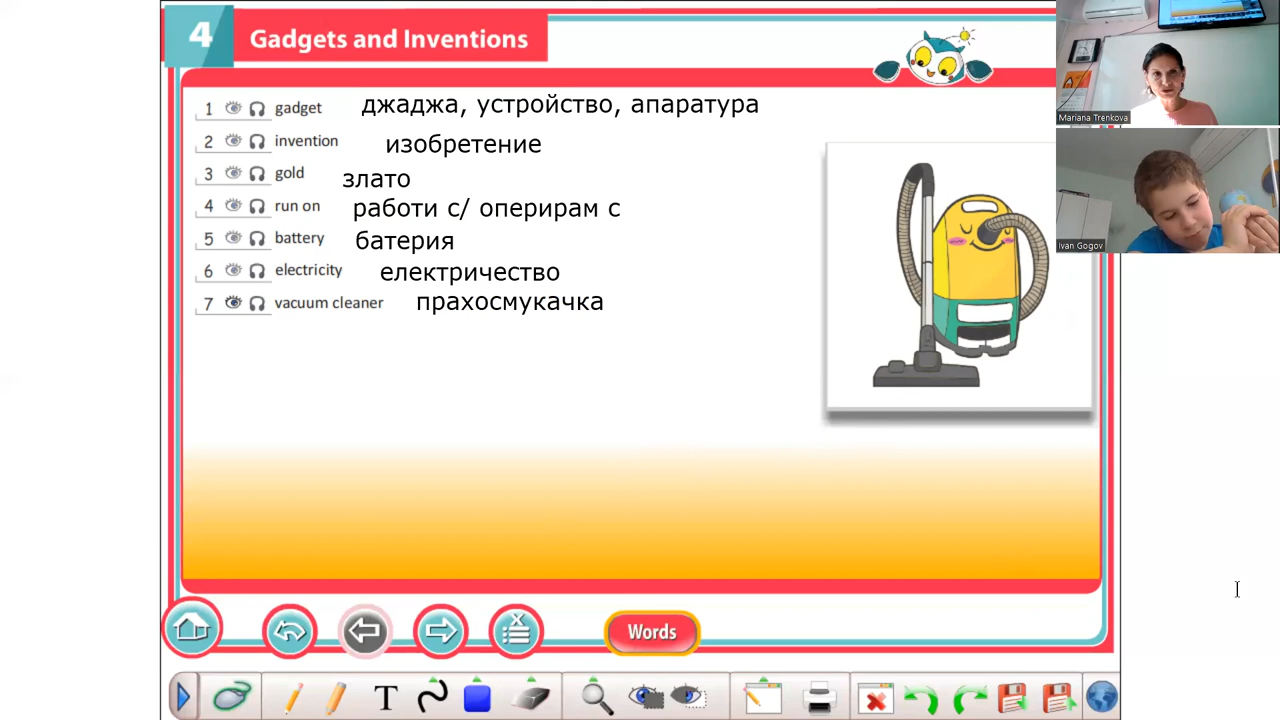 4 Gadgets and Inventions
1 gadget джаджа, устройство, апаратура
2 invention изобретение
3 gold злато
4 run on работи с/ оперирам с
5 battery батерия
6 electricity електричество
7 vacuum cleaner прахосмукачка
Mariana Trenkova
Ivan Gogov
Words
T